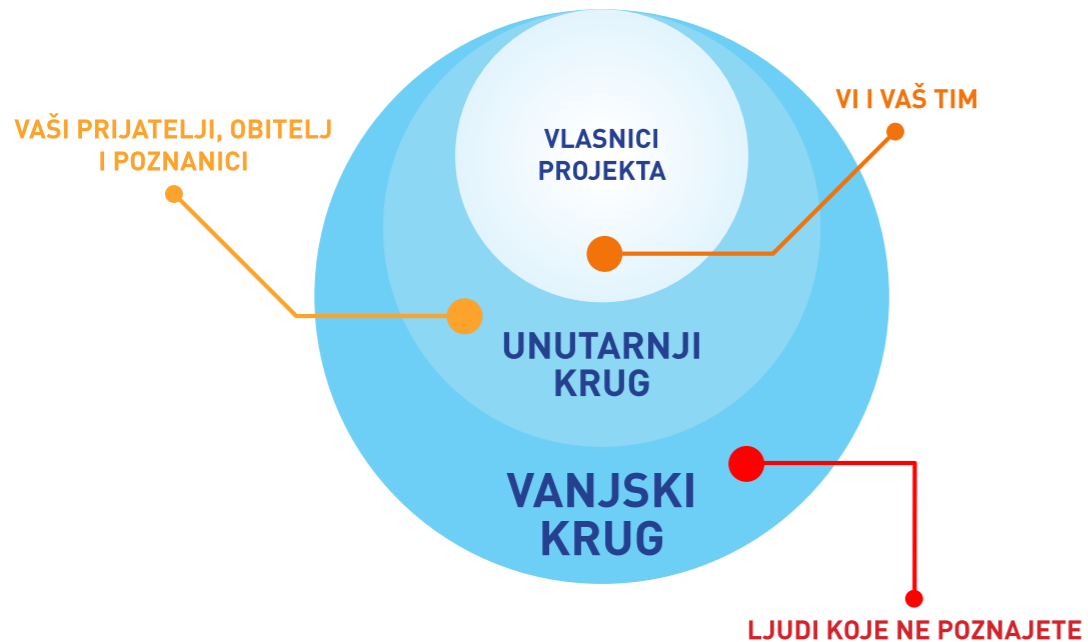 VAŠI PRIJATELJI, OBITELJ
I POZNANICI
VLASNICI
PROJEKTA
VI I VAŠ TIM
UNUTARNJI
KRUG
VANJSKI
KRUG
LJUDI KOJE NE POZNAJETE